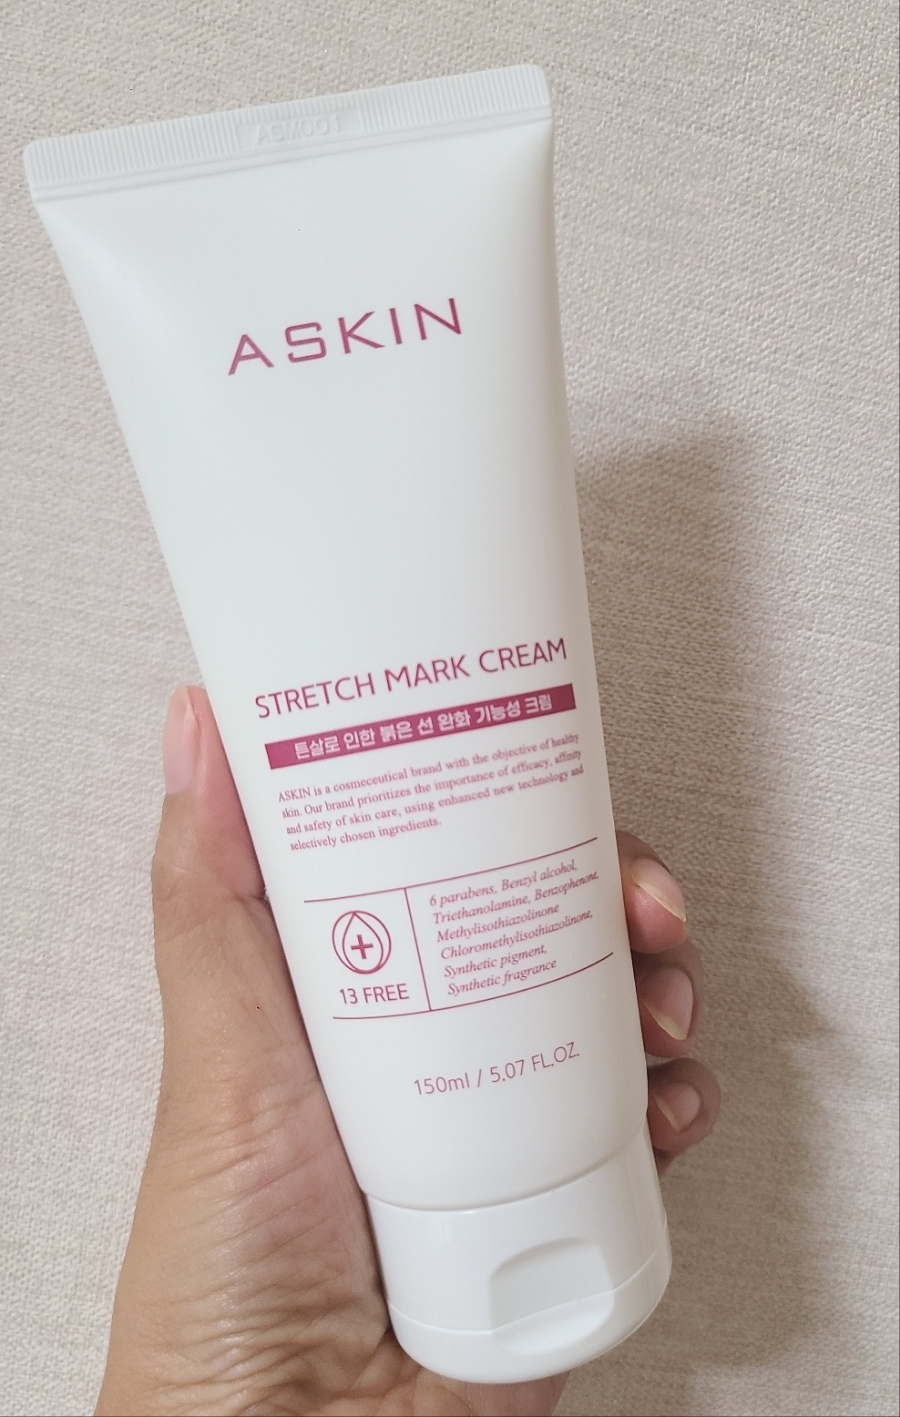 ASM001
ASKIN
STRETCH MARK CREAM
튼살로 인한 붉은 선 완화 기능성 크림
ASKIN is a cosmeceutical brand with the objective of healthy
skin. Our brand prioritizes the importance of efficacy, affinity
and safety of skin care, using enhanced new technology and
selectively chosen ingredients.
13 FREE
6 parabens, Benzyl alcohol,
Triethanolamine, Benzophenone,
Methylisothiazolinone
Chloromethylisothiazolinone,
Synthetic pigment,
Synthetic fragrance
150ml / 5.07 FL.OZ.